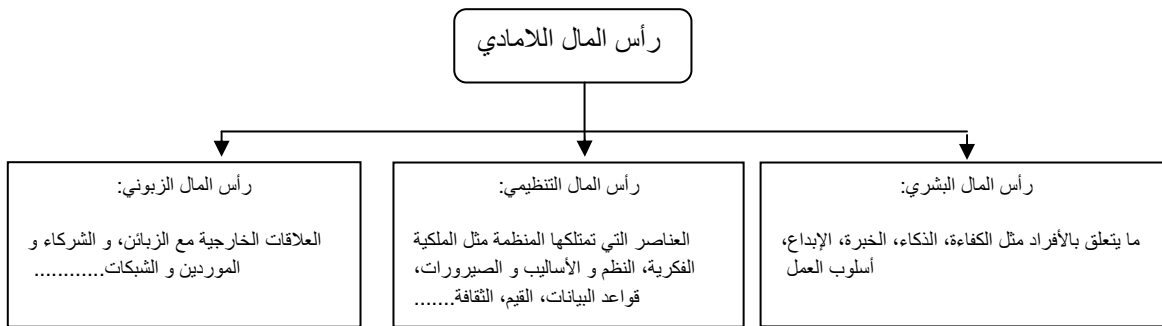 رأس المال اللامادي
رأس المال البشري:
ما يتعلق بالأفراد مثل الكفاءة، الذكاء، الخبرة، الإبداع،
أسلوب العمل
رأس المال التنظيمي:
العناصر التي تمتلكها المنظمة مثل الملكية
الفكرية، النظم و الأساليب و الصيرورات،
قواعد البيانات، القيم، الثقافة.......
رأس المال الزبوني:
العلاقات الخارجية مع الزبائن، و الشركاء و
الموردين و الشبكات............